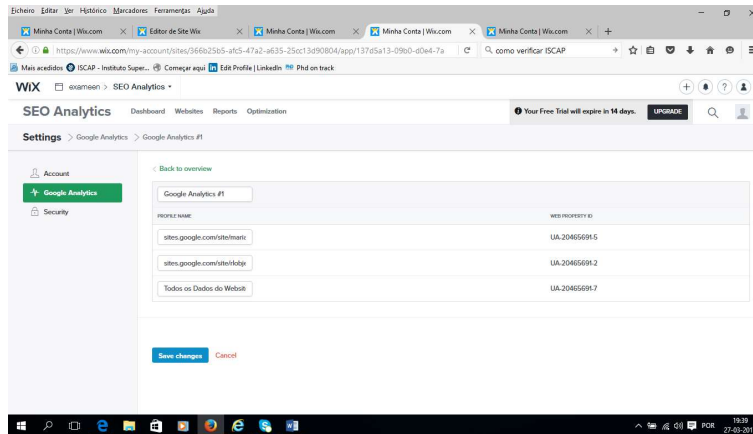 Ficheiro Editar Ver Histórico Marcadores Ferramentas Ajuda
Minha Conta | Wix.com Editor de Site Wix Minha Conta | Wix.com Minha Conta | Wix.com Minha Conta | Wix.com
https://www.wix.com/my-account/sites/366b25b5-afc5-47a2-a635-25cc13d90804/app/137d5a13-09b0-d0e4-7a como verificar ISCAP
Mais acedidos ISCAP - Instituto Super... Começar aqui Edit Profile | LinkedIn Phd on track
WiX exameen > SEO Analytics
SEO Analytics Dashboard Websites Reports Optimization Your Free Trial will expire in 14 days. UPGRADE
Settings > Google Analytics > Google Analytics #1
Account
Google Analytics
Security
< Back to overview
Google Analytics #1
PROFILE NAME WEB PROPERTY ID
sites.google.com/site/maric UA-20465691-5
sites.google.com/site/rlobje UA-20465691-2
Todos os Dados do Websit UA-20465691-7
Save changes Cancel
POR 19:39
27-03-201